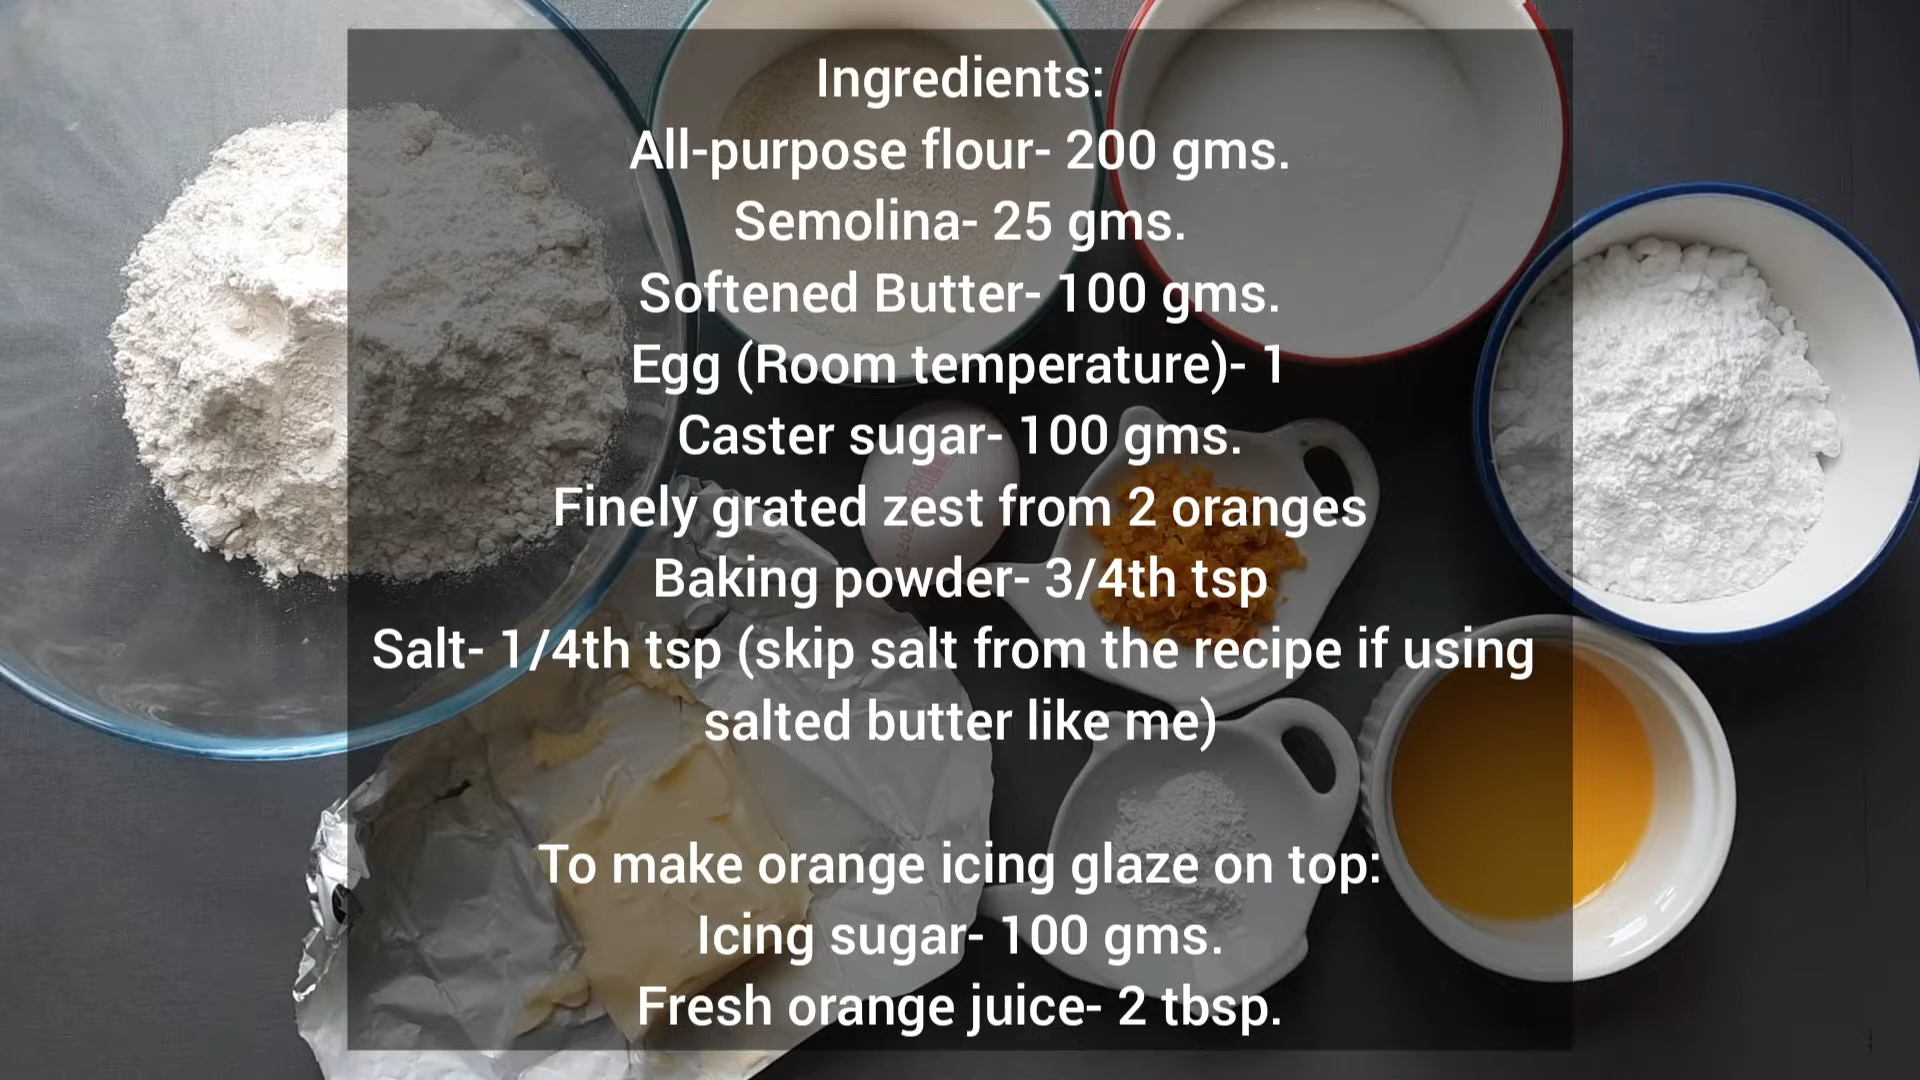 Ingredients:
All-purpose flour- 200 gms.
Semolina- 25 gms.
Softened Butter- 100 gms.
Egg (Room temperature)- 1
Caster sugar- 100 gms.
Finely grated zest from 2 oranges
Baking powder- 3/4th tsp
Salt- 1/4th tsp (skip salt from the recipe if using
salted butter like me)
To make orange icing glaze on top:
Icing sugar- 100 gms.
Fresh orange juice- 2 tbsp.